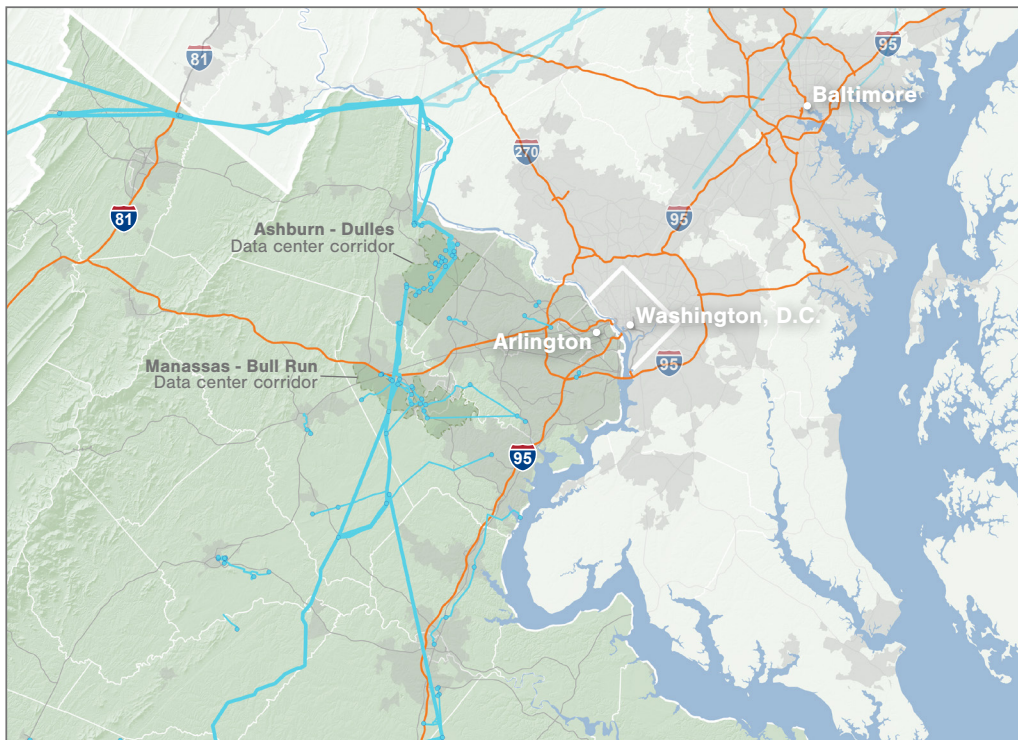 81
95
Baltimore
270
81
95
Ashburn - Dulles
Data center corridor
Washington, D.C.
Arlington
95
Manassas - Bull Run
Data center corridor
95